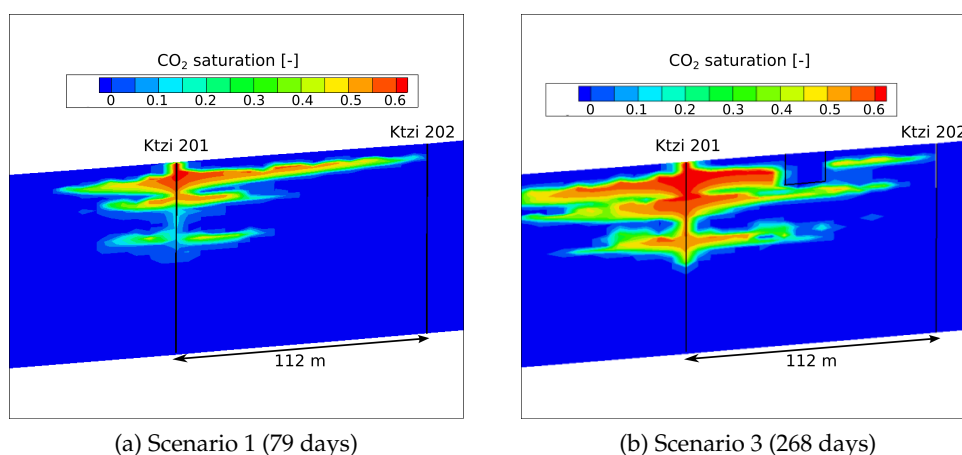 CO₂ saturation [-]
0 0.1 0.2 0.3 0.4 0.5 0.6
Ktzi 201
Ktzi 202
112 m
(a) Scenario 1 (79 days)
CO₂ saturation [-]
0 0.1 0.2 0.3 0.4 0.5 0.6
Ktzi 201
Ktzi 202
112 m
(b) Scenario 3 (268 days)